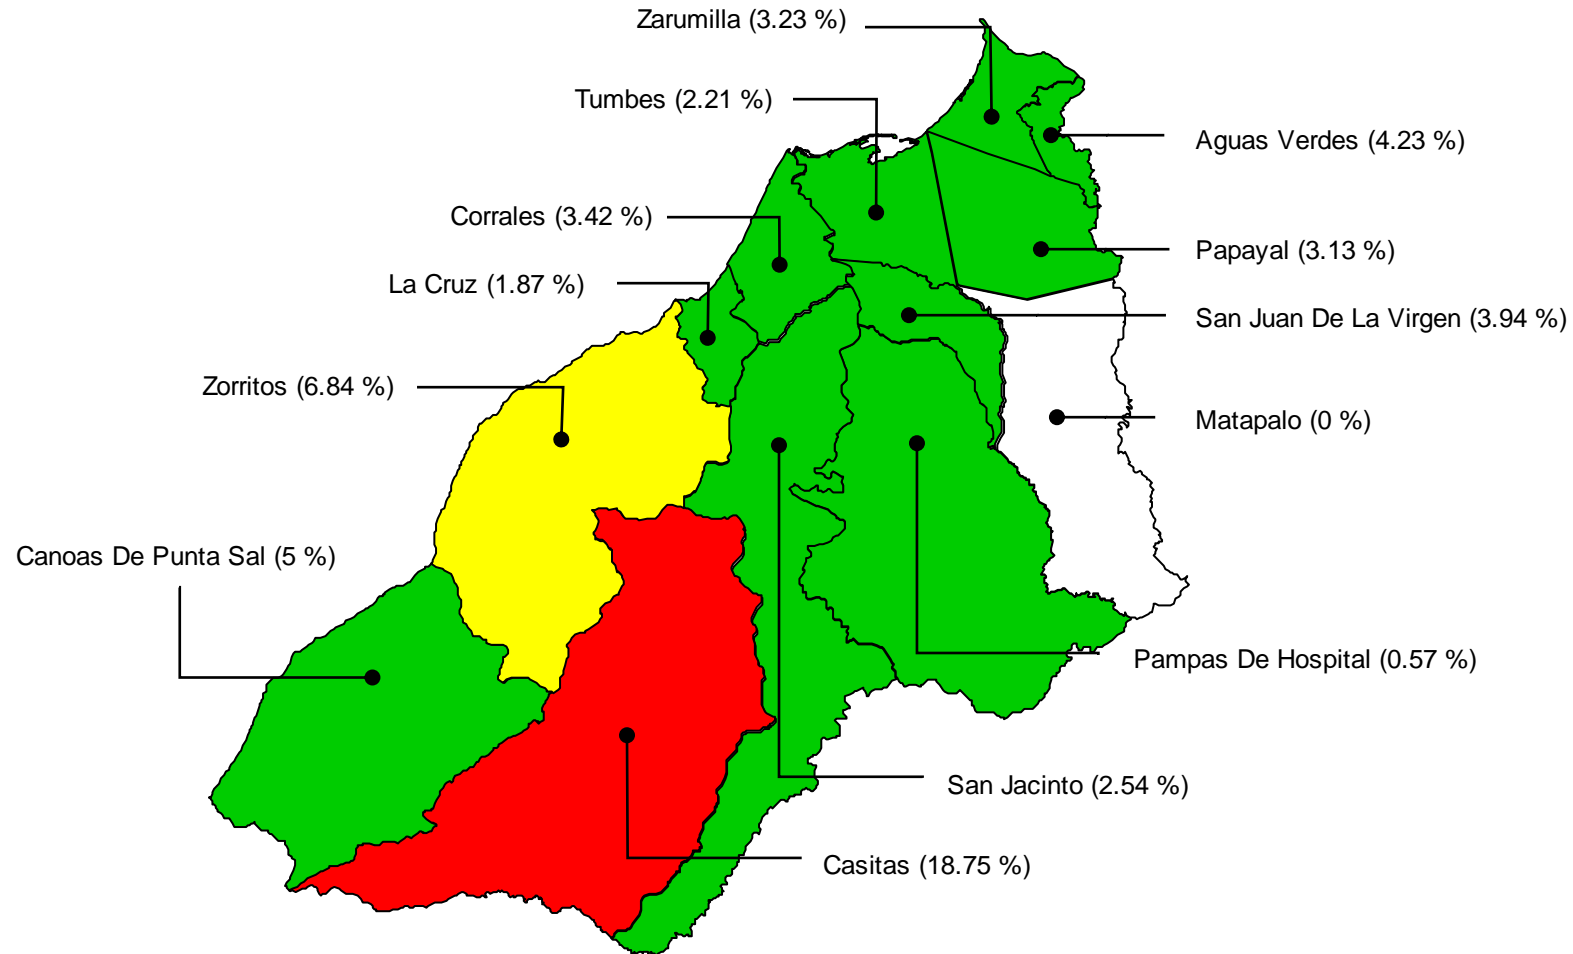 Zarumilla (3.23 %)
Tumbes (2.21 %)
Aguas Verdes (4.23 %)
Corrales (3.42 %)
Papayal (3.13 %)
La Cruz (1.87 %)
San Juan De La Virgen (3.94 %)
Zorritos (6.84 %)
Matapalo (0 %)
Canoas De Punta Sal (5 %)
Pampas De Hospital (0.57 %)
San Jacinto (2.54 %)
Casitas (18.75 %)